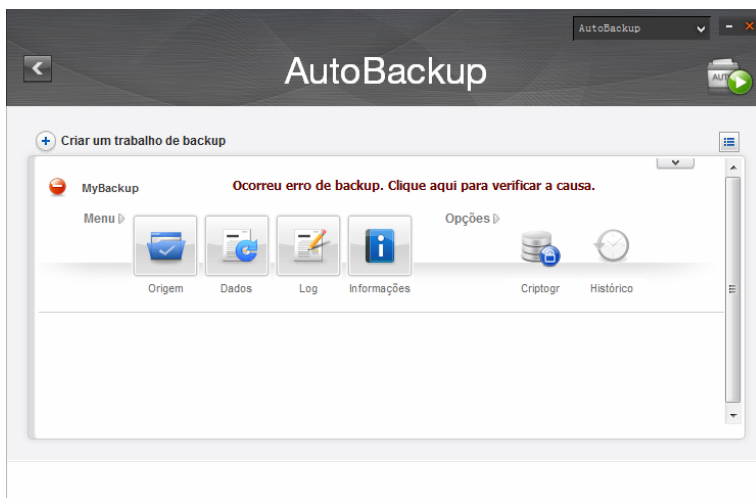 AutoBackup
AutoBackup
AUT
Criar um trabalho de backup
MyBackup
Ocorreu erro de backup. Clique aqui para verificar a causa.
Menu
Opções
Origem
Dados
Log
Informações
Criptogr
Histórico